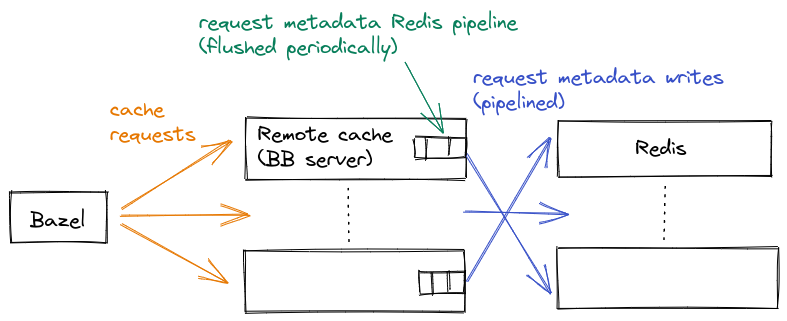 request metadata Redis pipeline
(flushed periodically)
request metadata writes
(pipelined)
cache
requests
Remote cache
(BB server)
Redis
Bazel